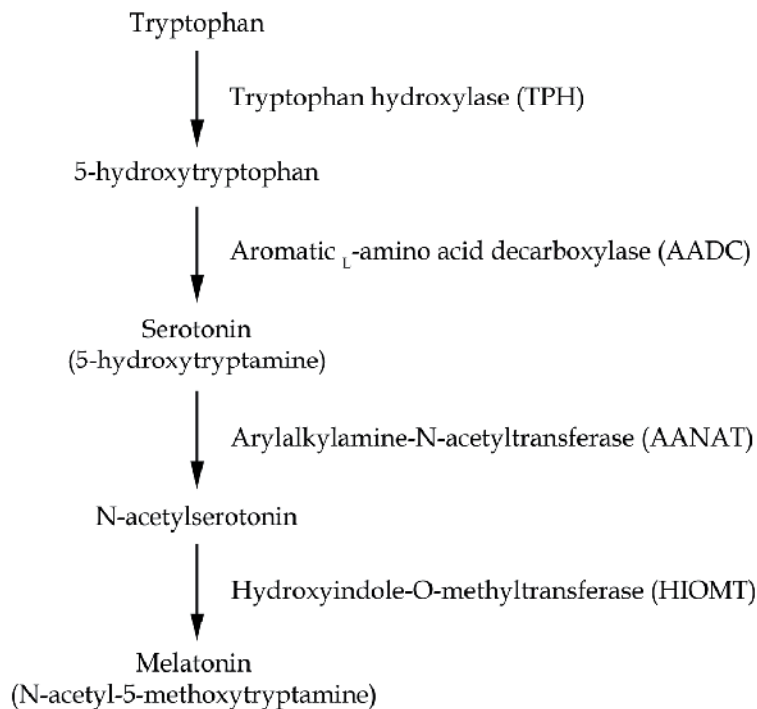 Tryptophan
Tryptophan hydroxylase (TPH)
5-hydroxytryptophan
Aromatic L-amino acid decarboxylase (AADC)
Serotonin
(5-hydroxytryptamine)
Arylalkylamine-N-acetyltransferase (AANAT)
N-acetylserotonin
Hydroxyindole-O-methyltransferase (HIOMT)
Melatonin
(N-acetyl-5-methoxytryptamine)